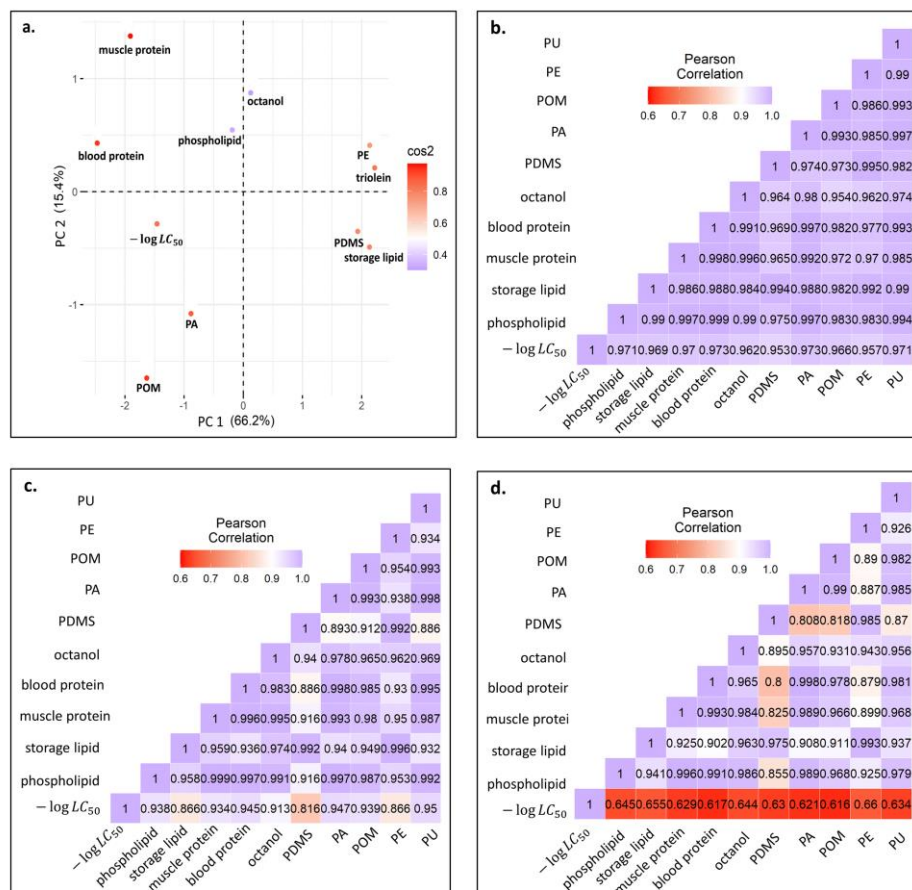 a.
muscle protein
octanol
phospholipid
PE
blood protein
triolein
cos2
0.8
0.6
0.4
− log LC50
PDMS
storage lipid
PA
POM
PC 2 (15.4%)
1
0
-1
-2
-1
0
1
2
PC 1 (66.2%)
b.
Pearson
Correlation
0.6 0.7 0.8 0.9 1.0
PU 1
PE 1 0.99
POM 1 0.986 0.993
PA 1 0.993 0.985 0.997
PDMS 1 0.974 0.973 0.995 0.982
octanol 1 0.964 0.98 0.954 0.962 0.974
blood protein 1 0.991 0.969 0.997 0.982 0.977 0.993
muscle protein 1 0.998 0.996 0.965 0.992 0.972 0.97 0.985
storage lipid 1 0.986 0.988 0.984 0.994 0.988 0.982 0.992 0.99
phospholipid 1 0.99 0.997 0.999 0.99 0.975 0.997 0.983 0.983 0.994
− log LC50 1 0.971 0.969 0.97 0.973 0.962 0.953 0.973 0.966 0.957 0.971
− log LC50 phospholipid storage lipid muscle protein blood protein octanol PDMS PA POM PE PU
c.
Pearson
Correlation
0.6 0.7 0.8 0.9 1.0
PU 1
PE 1 0.934
POM 1 0.954 0.993
PA 1 0.993 0.938 0.998
PDMS 1 0.893 0.912 0.992 0.886
octanol 1 0.94 0.978 0.965 0.962 0.969
blood protein 1 0.983 0.886 0.998 0.985 0.93 0.995
muscle protein 1 0.996 0.995 0.916 0.993 0.98 0.95 0.987
storage lipid 1 0.959 0.936 0.974 0.992 0.94 0.949 0.996 0.932
phospholipid 1 0.958 0.999 0.997 0.991 0.916 0.997 0.987 0.953 0.992
− log LC50 1 0.938 0.866 0.934 0.945 0.913 0.816 0.947 0.939 0.866 0.95
− log LC50 phospholipid storage lipid muscle protein blood protein octanol PDMS PA POM PE PU
d.
Pearson
Correlation
0.6 0.7 0.8 0.9 1.0
PU 1
PE 1 0.926
POM 1 0.89 0.982
PA 1 0.99 0.887 0.985
PDMS 1 0.808 0.818 0.985 0.87
octanol 1 0.895 0.957 0.931 0.943 0.956
blood proteir 1 0.965 0.8 0.998 0.978 0.879 0.981
muscle protei 1 0.993 0.984 0.825 0.989 0.966 0.899 0.968
storage lipid 1 0.925 0.902 0.963 0.975 0.908 0.911 0.993 0.937
phospholipid 1 0.941 0.996 0.991 0.986 0.855 0.989 0.968 0.925 0.979
− log LC50 1 0.645 0.655 0.629 0.617 0.644 0.63 0.621 0.616 0.66 0.634
− log LC50 phospholipid storage lipid muscle protein blood protein octanol PDMS PA POM PE PU